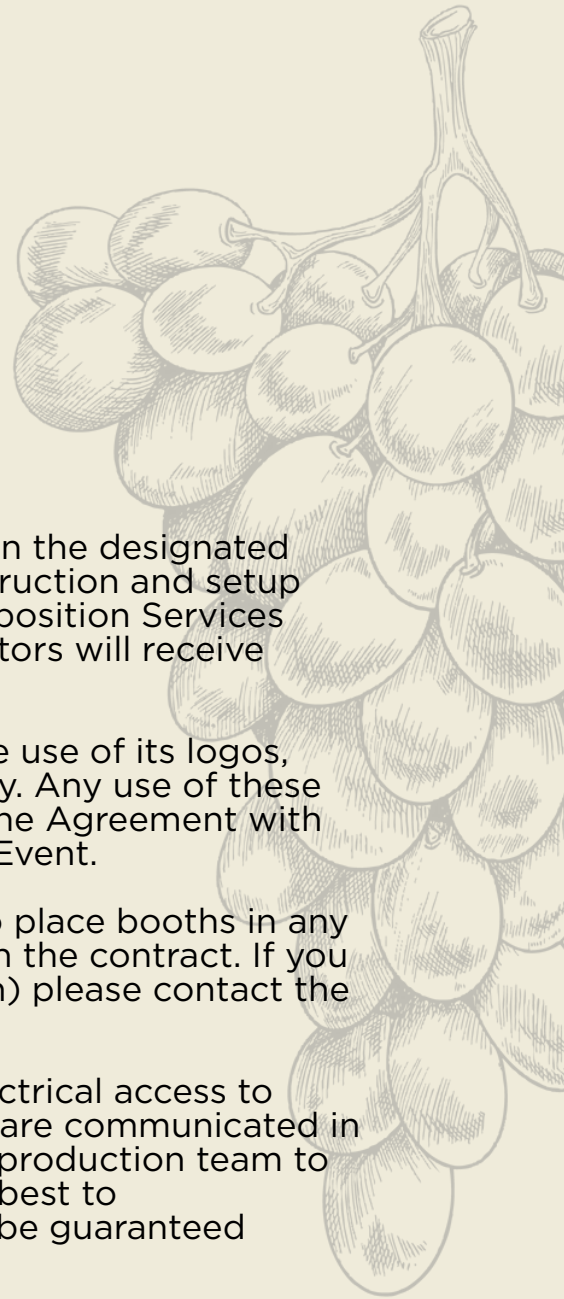 n the designated
ruction and setup
position Services
tors will receive
e use of its logos,
y. Any use of these
ne Agreement with
Event.
place booths in any
n the contract. If you
n) please contact the
ctrical access to
are communicated in
production team to
best to
be guaranteed